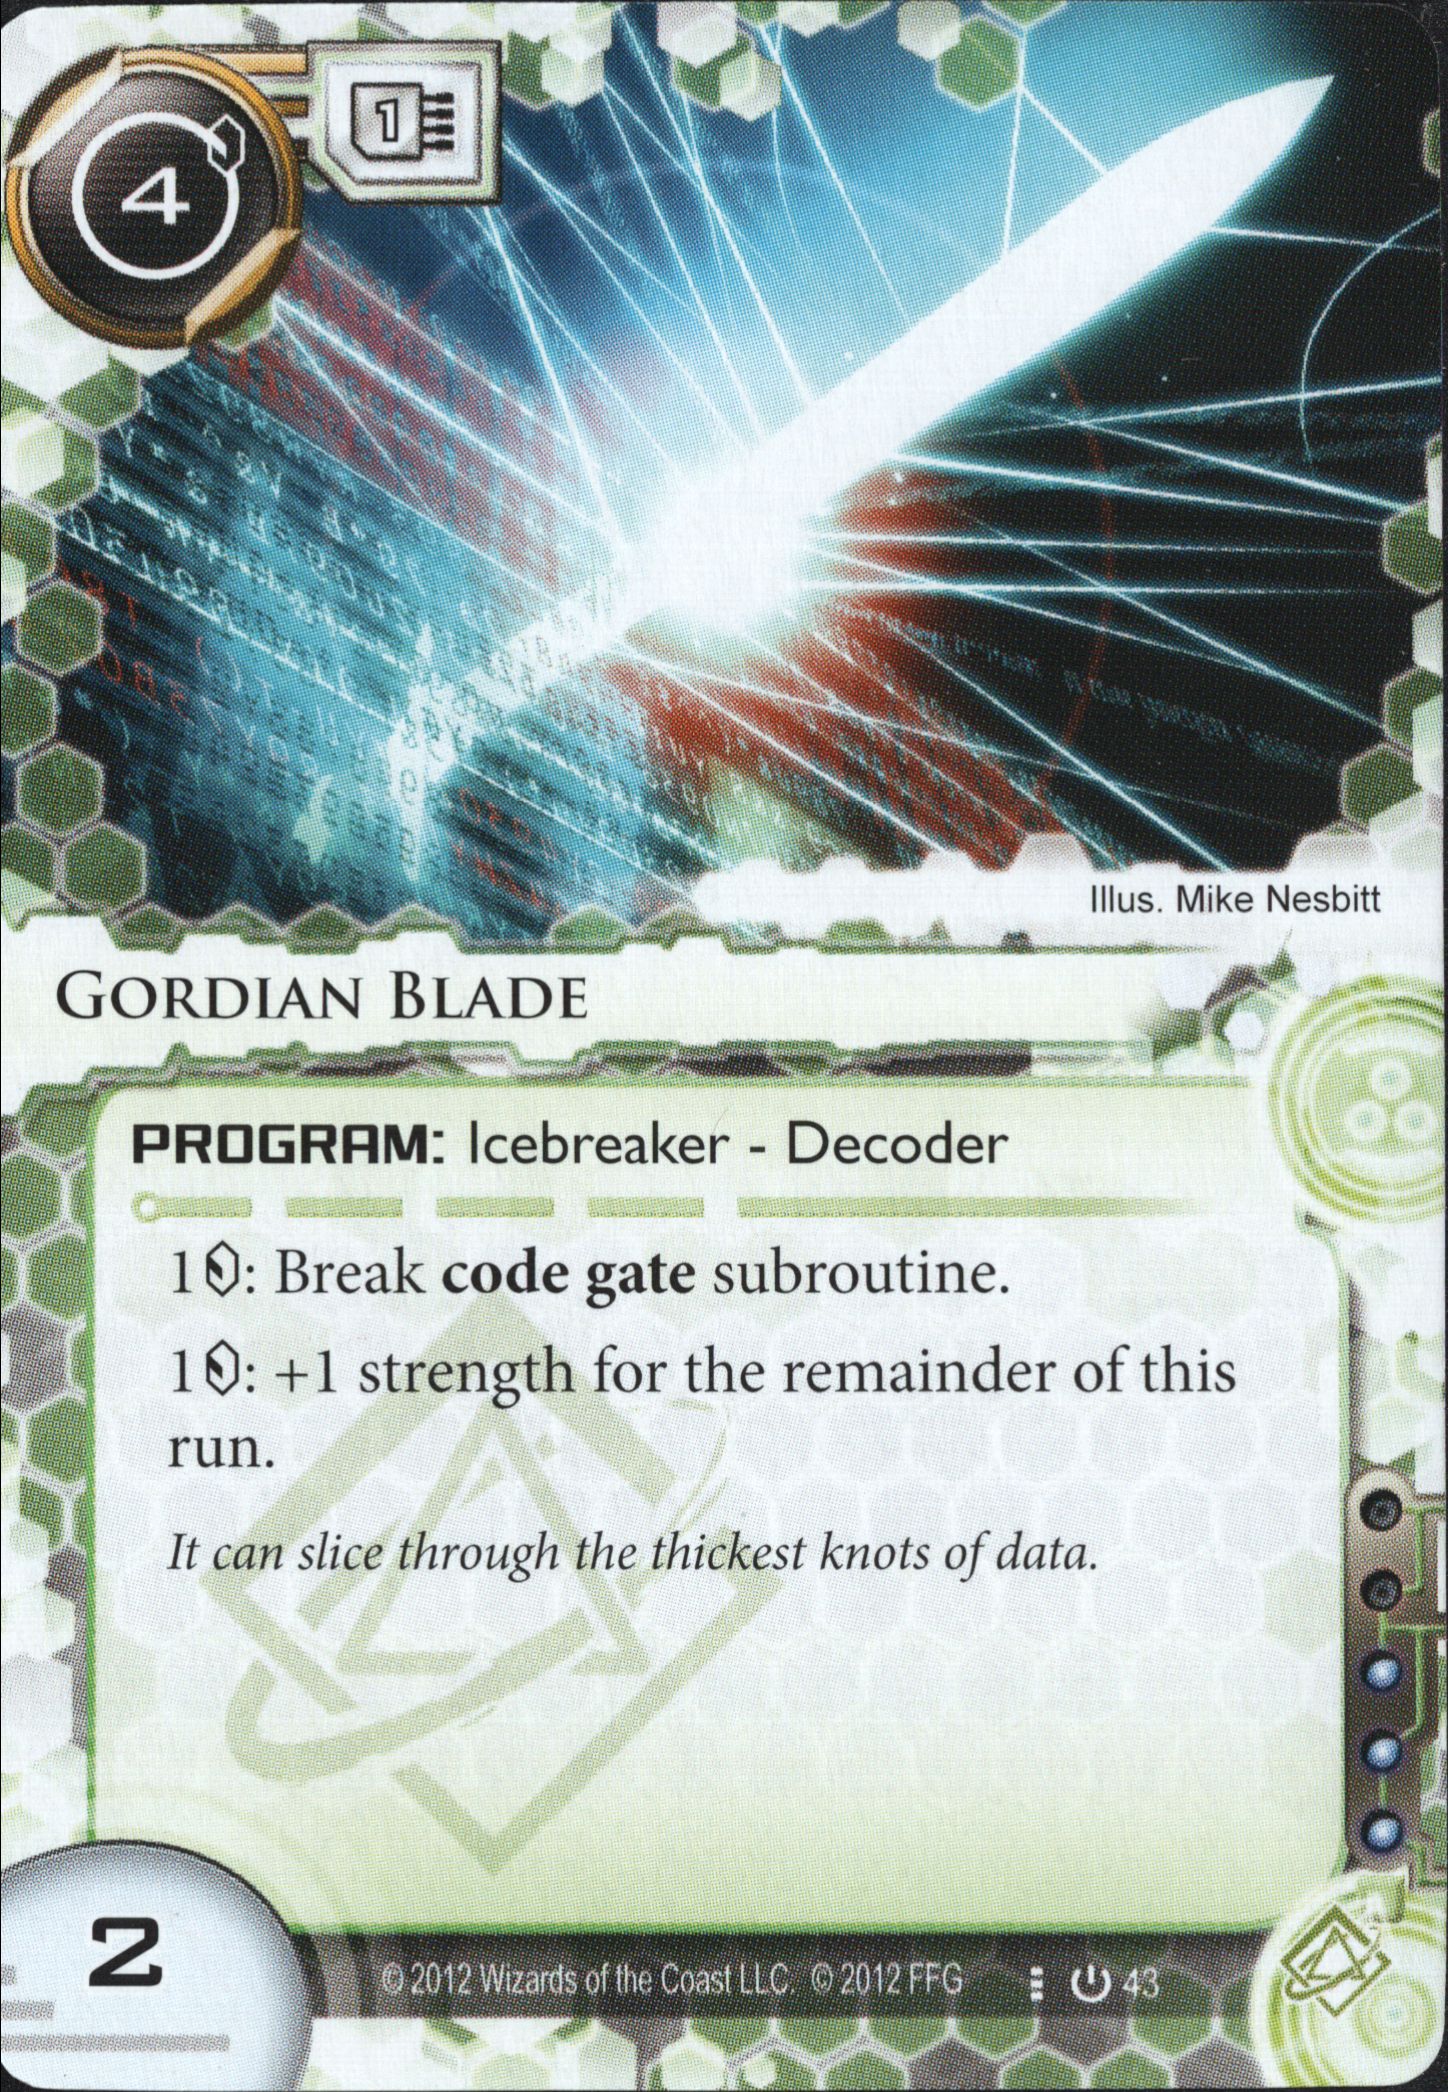 4
1
Illus. Mike Nesbitt
GORDIAN BLADE
PROGRAM: Icebreaker - Decoder
1: Break code gate subroutine.
1: +1 strength for the remainder of this
run.
It can slice through the thickest knots of data.
2
© 2012 Wizards of the Coast LLC. © 2012 FFG 43